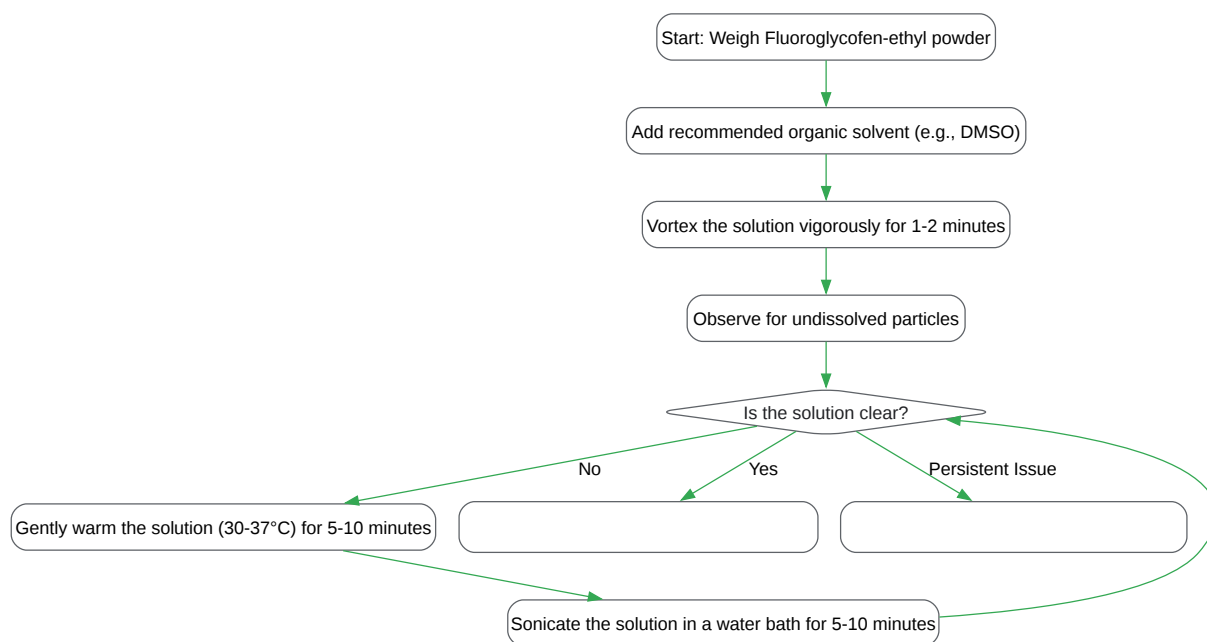 Start: Weigh Fluoroglycofen-ethyl powder
Add recommended organic solvent (e.g., DMSO)
Vortex the solution vigorously for 1-2 minutes
Observe for undissolved particles
Is the solution clear?
No
Yes
Persistent Issue
Gently warm the solution (30-37°C) for 5-10 minutes
Sonicate the solution in a water bath for 5-10 minutes